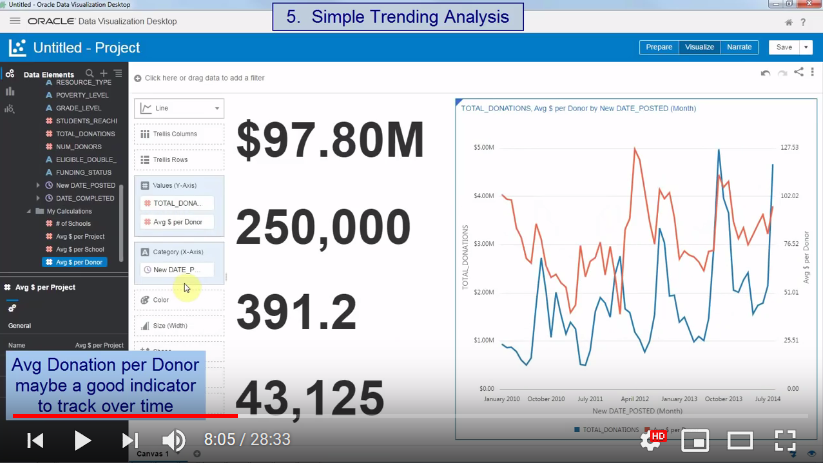 Untitled - Oracle Data Visualization Desktop
5. Simple Trending Analysis
ORACLE Data Visualization Desktop
?
Untitled - Project
Prepare
Visualize
Narrate
Save
Data Elements
RESOURCE_TYPE
POVERTY_LEVEL
GRADE_LEVEL
STUDENTS_REACHI
TOTAL_DONATIONS
NUM_DONORS
ELIGIBLE_DOUBLE_
FUNDING_STATUS
New DATE_POSTED
DATE_COMPLETED
My Calculations
# of Schools
Avg $ per Project
Avg $ per School
Avg $ per Donor
Avg $ per Project
General
Name
Avg $ per Project
Click here or drag data to add a filter
Line
Trellis Columns
Trellis Rows
Values (Y-Axis)
TOTAL_DONA...
Avg $ per Donor
Category (X-Axis)
New DATE_P...
Color
Size (Width)
$97.80M
250,000
391.2
43,125
TOTAL_DONATIONS, Avg $ per Donor by New DATE_POSTED (Month)
$5.00M
$4.00M
$3.00M
$2.00M
$1.00M
$0.00
TOTAL_DONATIONS
127.53
102.02
76.52
51.01
25.51
0.00
Avg $ per Donor
January 2010
October 2010
July 2011
April 2012
January 2013
October 2013
July 2014
New DATE_POSTED (Month)
TOTAL_DONATIONS
Avg Donation per Donor
maybe a good indicator
to track over time
8:05 / 28:33
HD
Canvas 1